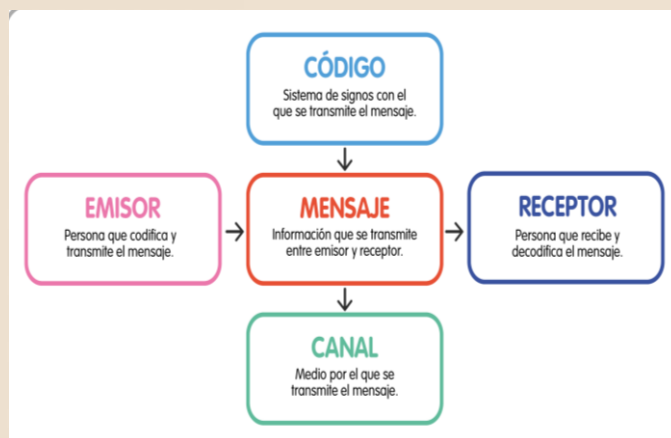 CÓDIGO
Sistema de signos con el
que se transmite el mensaje.
EMISOR
Persona que codifica y
transmite el mensaje.
MENSAJE
Información que se transmite
entre emisor y receptor.
RECEPTOR
Persona que recibe y
decodifica el mensaje.
CANAL
Medio por el que se
transmite el mensaje.